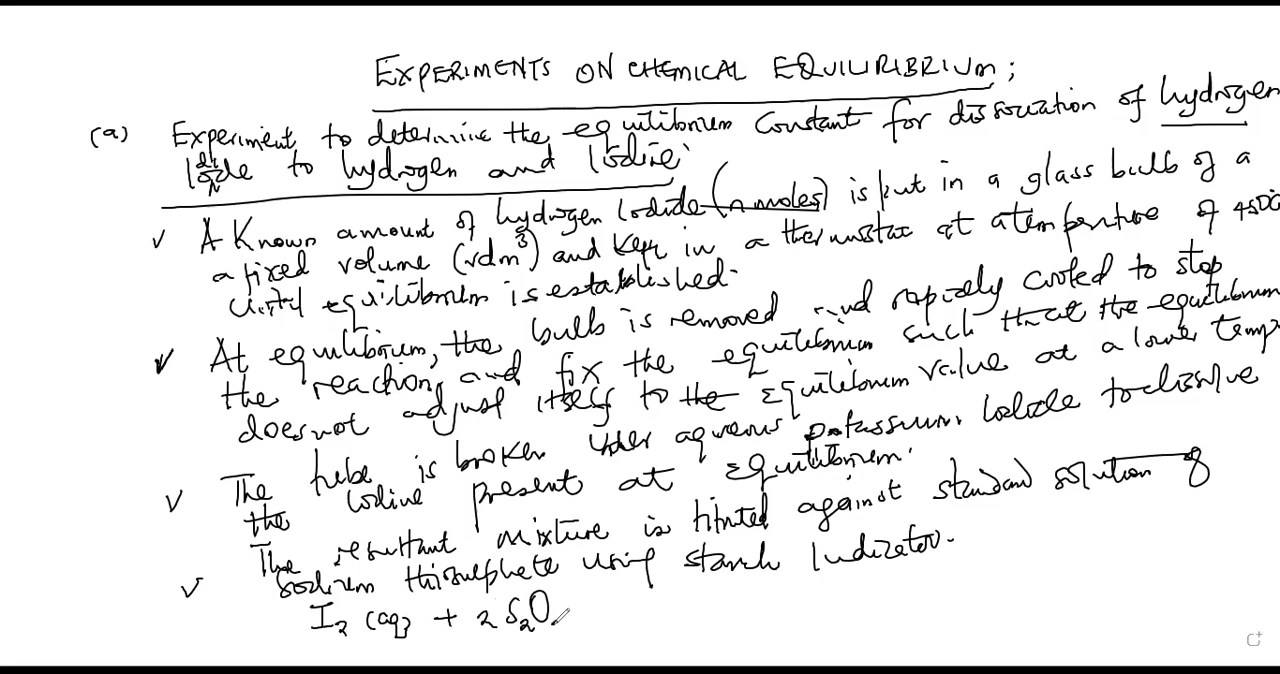 EXPERIMENTS ON CHEMICAL EQUILIRIBRIUM;
(a) Experiment to determine the equilibrium Constant for dissociation of hydrogen
Iodide to hydrogen and Iodine
✓ A Known amount of hydrogen Iodide (n moles) is put in a glass bulb of a
a fixed volume (vdm³) and kept in a thermostat at a temperature of 450°C
until equilibrium is established.
✓ At equilibrium, the bulb is removed and rapidly cooled to stop
the reaction and fix the equilibrium such that the equilibrium
does not adjust itself to the equilibrium value at a lower temp
✓ The tube is broken under aqueous potassium Iodide to dissolve
the Iodine present at equilibrium.
The resultant mixture is titrated against standard solution of
✓ Sodium thiosulphate using starch Indicator.
I₂ (aq) + 2S₂O